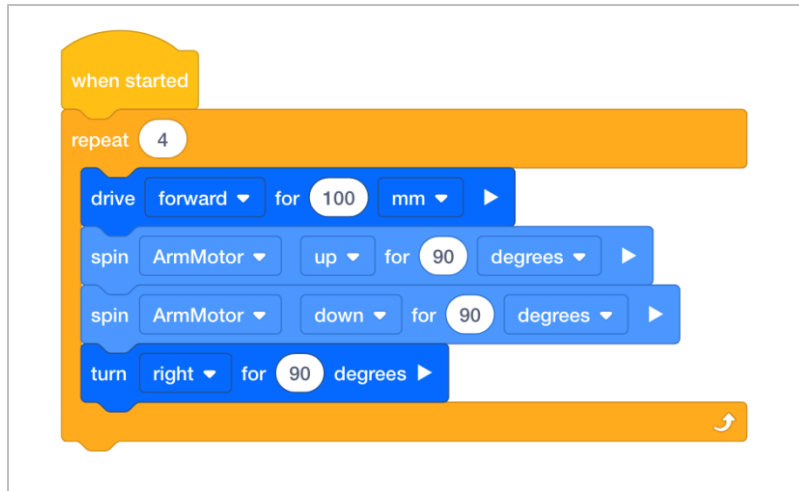 when started
repeat 4
drive forward for 100 mm
spin ArmMotor up for 90 degrees
spin ArmMotor down for 90 degrees
turn right for 90 degrees